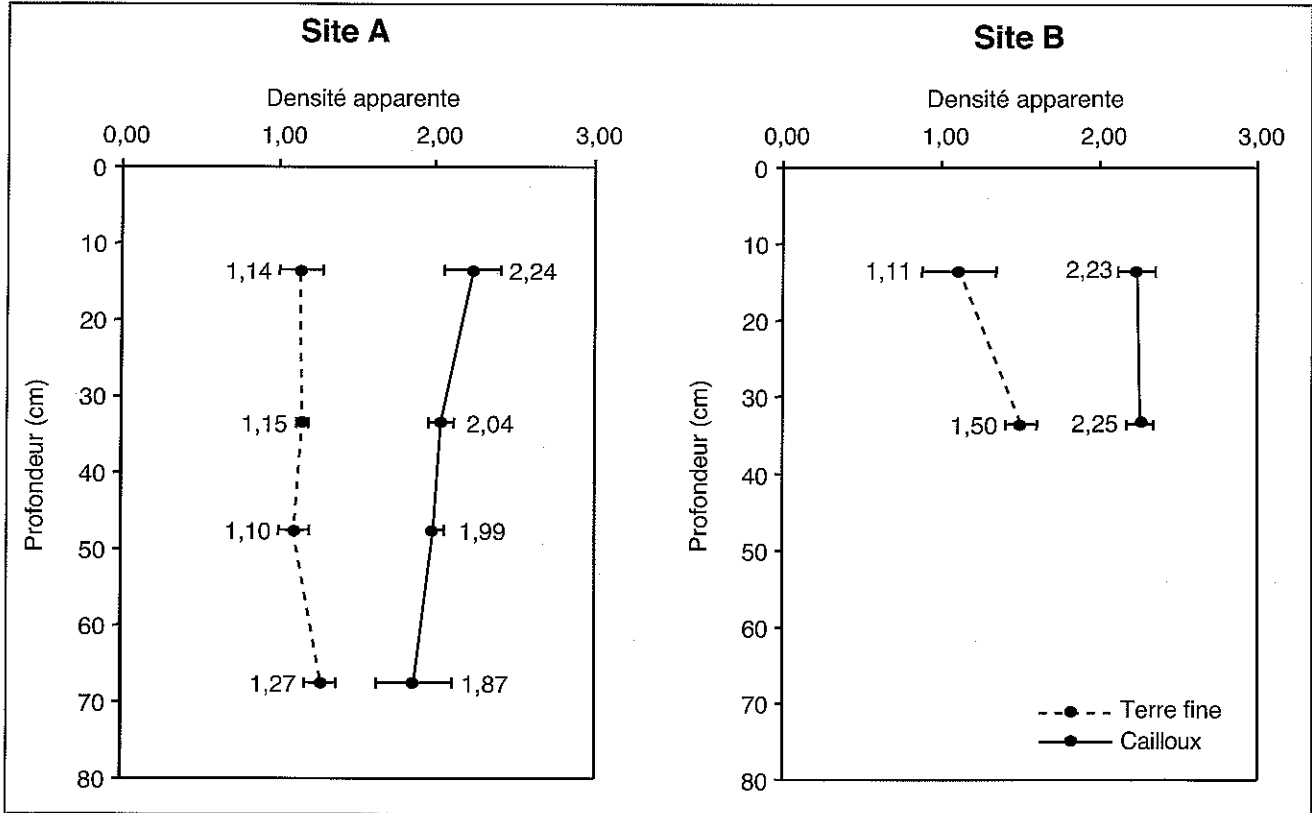 Site A
Densité apparente
0,00 1,00 2,00 3,00
0
10
1,14 2,24
20
30
1,15 2,04
40
1,10 1,99
50
60
1,27 1,87
70
80
Profondeur (cm)
Site B
Densité apparente
0,00 1,00 2,00 3,00
0
10
1,11 2,23
20
30
1,50 2,25
40
50
60
70
80
Profondeur (cm)
Terre fine
Cailloux